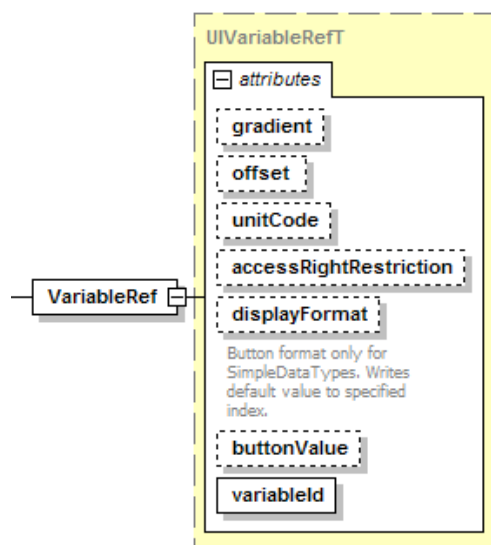 UIVariableRefT
attributes
gradient
offset
unitCode
accessRightRestriction
VariableRef
displayFormat
Button format only for
SimpleDataTypes. Writes
default value to specified
index.
buttonValue
variableId